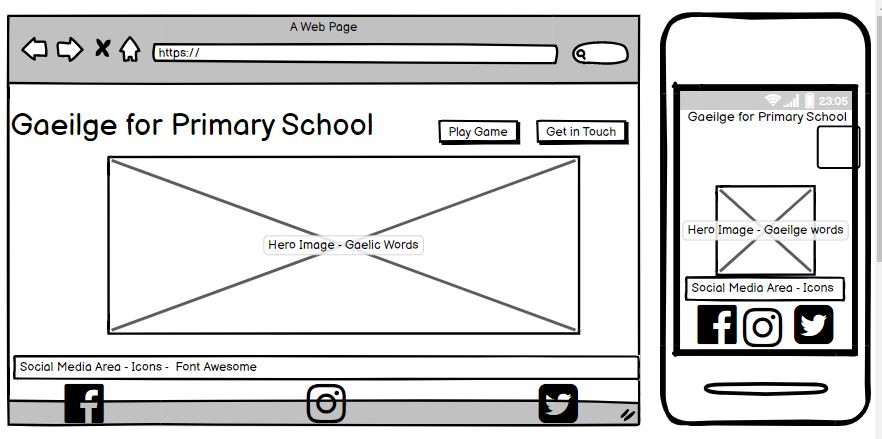 A Web Page
https://
Gaeilge for Primary School
Play Game
Get in Touch
Hero Image - Gaelic Words
Social Media Area - Icons - Font Awesome
23:05
Gaeilge for Primary School
Hero Image - Gaeilge words
Social Media Area - Icons